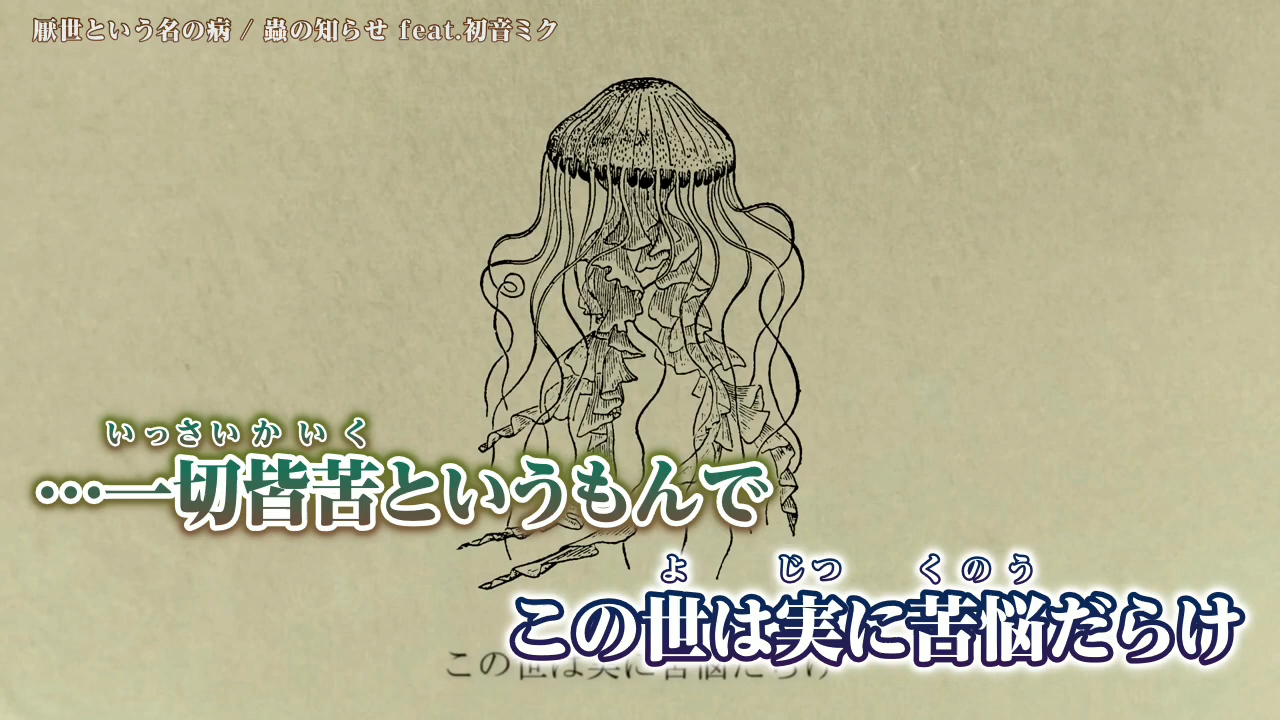 厭世という名の病 / 蟲の知らせ feat.初音ミク
いっさいかいく
…一切皆苦というもんで
よ じつ くのう
この世は実に苦悩だらけ
この世は実に苦悩だらけ